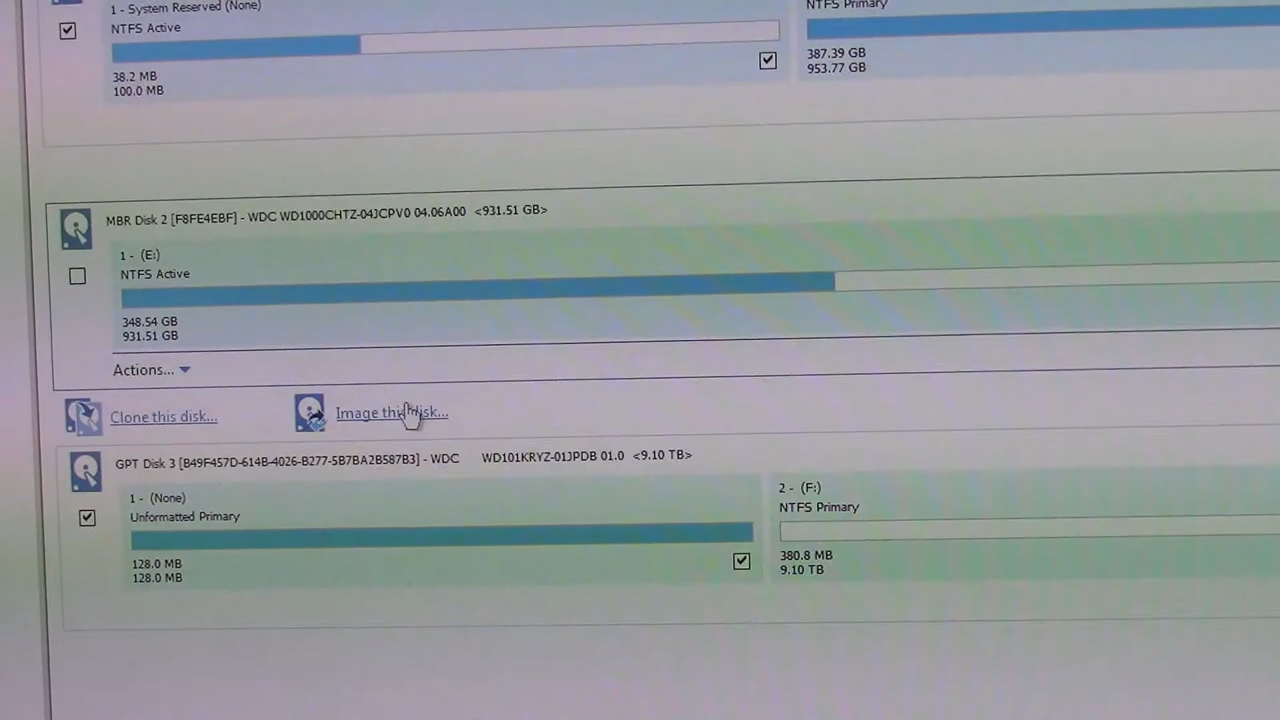 1 - System Reserved (None)
NTFS Active
38.2 MB
100.0 MB
NTFS Primary
387.39 GB
953.77 GB
MBR Disk 2 [F8FE4EBF] - WDC WD1000CHTZ-04JCPV0 04.06A00 <931.51 GB>
1 - (E:)
NTFS Active
348.54 GB
931.51 GB
Actions...
Clone this disk...
Image this disk...
GPT Disk 3 [B49F457D-614B-4026-B277-5B7BA2B587B3] - WDC WD101KRYZ-01JPDB 01.0 <9.10 TB>
1 - (None)
Unformatted Primary
128.0 MB
128.0 MB
2 - (F:)
NTFS Primary
380.8 MB
9.10 TB